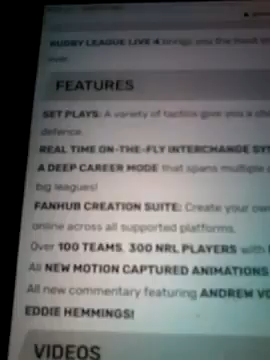 RUGBY LEAGUE LIVE 4 brings you the most
ever.
FEATURES
SET PLAYS: A variety of tactics give you a
defence.
REAL TIME ON-THE-FLY INTERCHANGE
A DEEP CAREER MODE that spans multiple
big leagues!
FANHUB CREATION SUITE: Create your own
online across all supported platforms.
Over 100 TEAMS, 300 NRL PLAYERS with
All NEW MOTION CAPTURED ANIMATIONS
All new commentary featuring ANDREW
EDDIE HEMMINGS!
VIDEOS